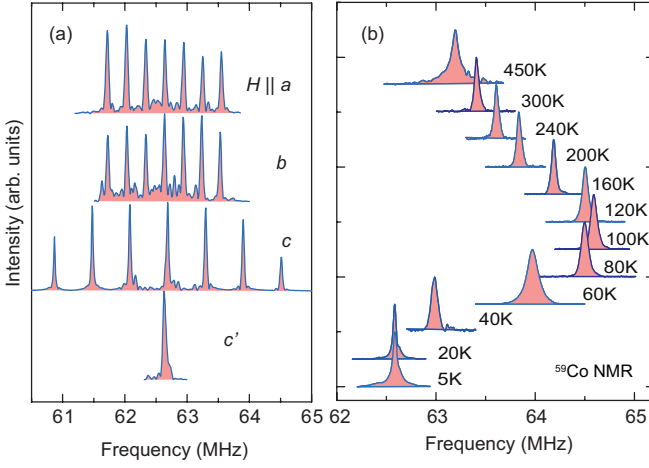 (a)
H || a
b
c
c'
Intensity (arb. units)
61 62 63 64 65
Frequency (MHz)
(b)
450K
300K
240K
200K
160K
120K
100K
80K
60K
40K
20K
5K
⁵⁹Co NMR
62 63 64 65
Frequency (MHz)